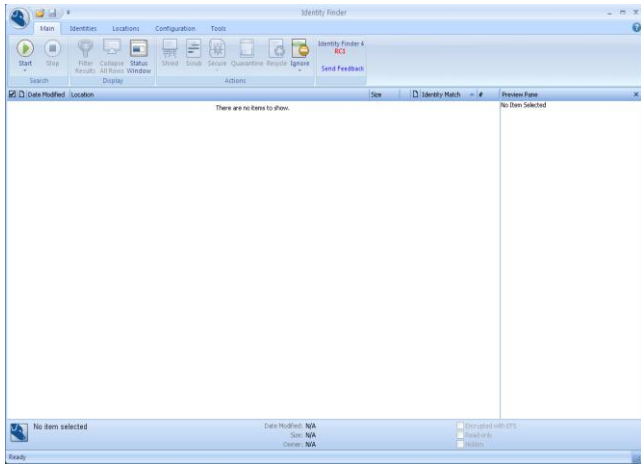 Identity Finder
Main Identities Locations Configuration Tools
Start Stop Filter Results Collapse All Rows Status Window Shred Scrub Secure Quarantine Recycle Ignore
Identity Finder 4
RC1
Send Feedback
Search Display Actions
Date Modified Location Size Identity Match # Preview Pane
There are no items to show.
No Item Selected
No item selected
Date Modified: N/A
Size: N/A
Owner: N/A
Encrypted with EFS
Read-only
Hidden
Ready